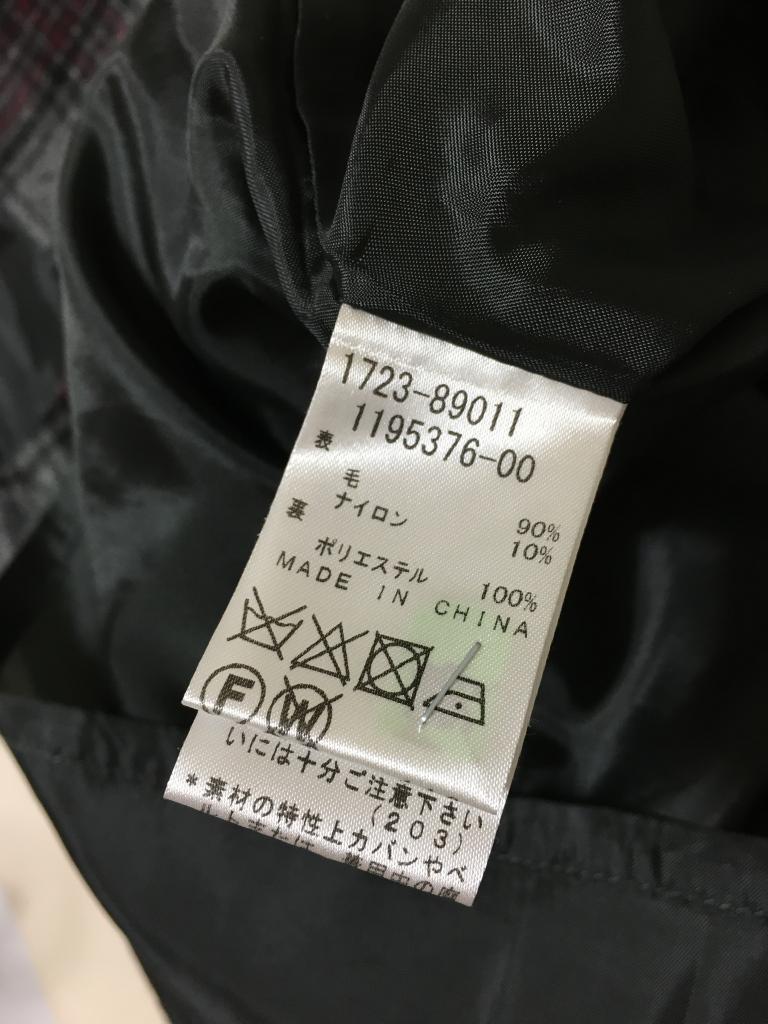 1723-89011
1195376-00
表
毛 90%
ナイロン 10%
裏
ポリエステル 100%
MADE IN CHINA
F W
いには十分ご注意下さい
(203)
*素材の特性上カバンやベ